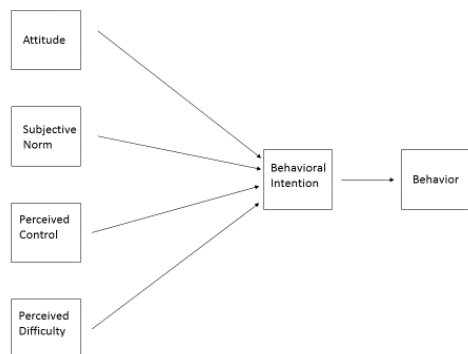 Attitude
Subjective
Norm
Perceived
Control
Perceived
Difficulty
Behavioral
Intention
Behavior